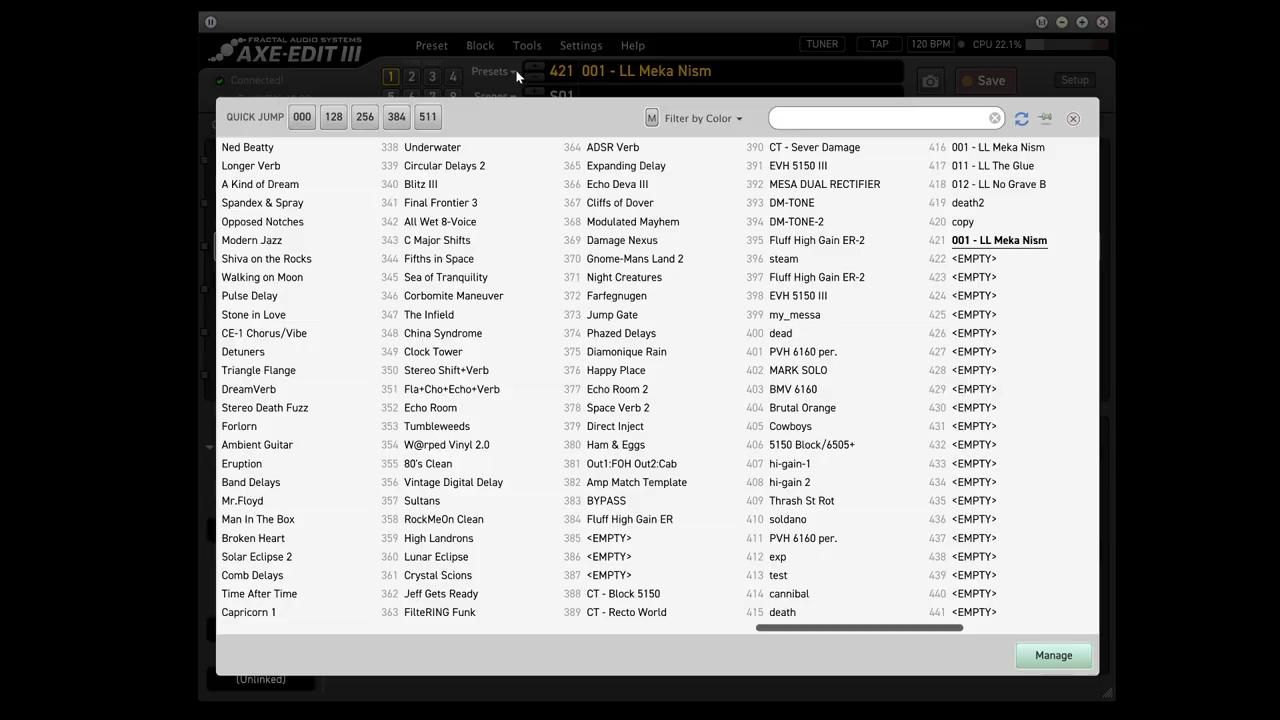 FRACTAL AUDIO SYSTEMS
AXE-EDIT III
Preset Block Tools Settings Help
TUNER TAP 120 BPM CPU 22.1%
Connected!
1 2 3 4
Presets
421 001 - LL Meka Nism
Save
Setup
Scenes
S01
QUICK JUMP 000 128 256 384 511
M Filter by Color
Ned Beatty 338 Underwater 364 ADSR Verb 390 CT - Sever Damage 416 001 - LL Meka Nism
Longer Verb 339 Circular Delays 2 365 Expanding Delay 391 EVH 5150 III 417 011 - LL The Glue
A Kind of Dream 340 Blitz III 366 Echo Deva III 392 MESA DUAL RECTIFIER 418 012 - LL No Grave B
Spandex & Spray 341 Final Frontier 3 367 Cliffs of Dover 393 DM-TONE 419 death2
Opposed Notches 342 All Wet 8-Voice 368 Modulated Mayhem 394 DM-TONE-2 420 copy
Modern Jazz 343 C Major Shifts 369 Damage Nexus 395 Fluff High Gain ER-2 421 001 - LL Meka Nism
Shiva on the Rocks 344 Fifths in Space 370 Gnome-Mans Land 2 396 steam 422 <EMPTY>
Walking on Moon 345 Sea of Tranquility 371 Night Creatures 397 Fluff High Gain ER-2 423 <EMPTY>
Pulse Delay 346 Corbomite Maneuver 372 Farfegnugen 398 EVH 5150 III 424 <EMPTY>
Stone in Love 347 The Infield 373 Jump Gate 399 my_messa 425 <EMPTY>
CE-1 Chorus/Vibe 348 China Syndrome 374 Phazed Delays 400 dead 426 <EMPTY>
Detuners 349 Clock Tower 375 Diamonique Rain 401 PVH 6160 per. 427 <EMPTY>
Triangle Flange 350 Stereo Shift+Verb 376 Happy Place 402 MARK SOLO 428 <EMPTY>
DreamVerb 351 Fla+Cho+Echo+Verb 377 Echo Room 2 403 BMV 6160 429 <EMPTY>
Stereo Death Fuzz 352 Echo Room 378 Space Verb 2 404 Brutal Orange 430 <EMPTY>
Forlorn 353 Tumbleweeds 379 Direct Inject 405 Cowboys 431 <EMPTY>
Ambient Guitar 354 W@rped Vinyl 2.0 380 Ham & Eggs 406 5150 Block/6505+ 432 <EMPTY>
Eruption 355 80's Clean 381 Out1:FOH Out2:Cab 407 hi-gain-1 433 <EMPTY>
Band Delays 356 Vintage Digital Delay 382 Amp Match Template 408 hi-gain 2 434 <EMPTY>
Mr.Floyd 357 Sultans 383 BYPASS 409 Thrash St Rot 435 <EMPTY>
Man In The Box 358 RockMeOn Clean 384 Fluff High Gain ER 410 soldano 436 <EMPTY>
Broken Heart 359 High Landrons 385 <EMPTY> 411 PVH 6160 per. 437 <EMPTY>
Solar Eclipse 2 360 Lunar Eclipse 386 <EMPTY> 412 exp 438 <EMPTY>
Comb Delays 361 Crystal Scions 387 <EMPTY> 413 test 439 <EMPTY>
Time After Time 362 Jeff Gets Ready 388 CT - Block 5150 414 cannibal 440 <EMPTY>
Capricorn 1 363 FilteRING Funk 389 CT - Recto World 415 death 441 <EMPTY>
Manage
(Unlinked)